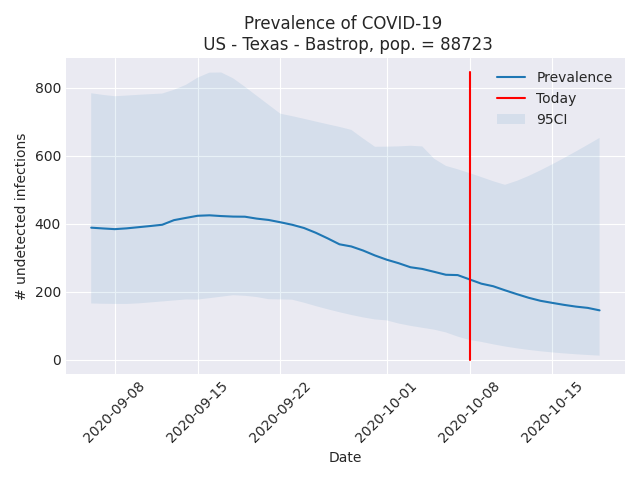 Prevalence of COVID-19
US - Texas - Bastrop, pop. = 88723
Prevalence
Today
95CI
# undetected infections
800
600
400
200
0
2020-09-08
2020-09-15
2020-09-22
2020-10-01
2020-10-08
2020-10-15
Date